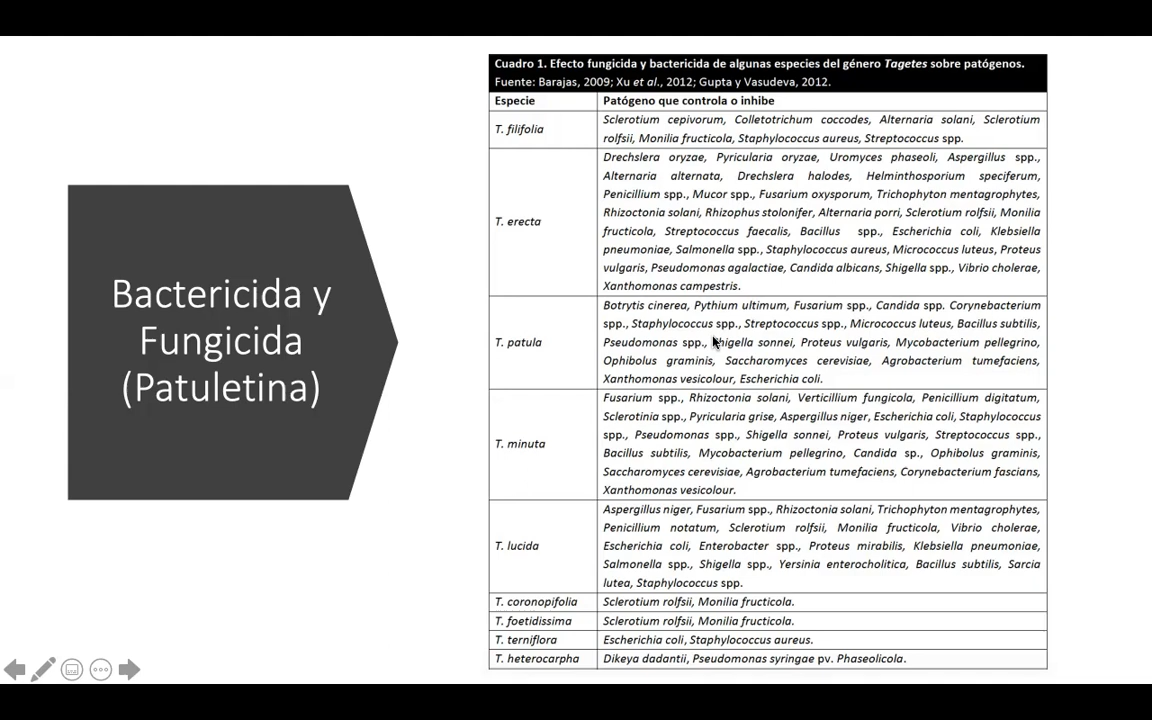 Bactericida y
Fungicida
(Patuletina)
Cuadro 1. Efecto fungicida y bactericida de algunas especies del género Tagetes sobre patógenos.
Fuente: Barajas, 2009; Xu et al., 2012; Gupta y Vasudeva, 2012.
Especie Patógeno que controla o inhibe
T. filifolia
Sclerotium cepivorum, Colletotrichum coccodes, Alternaria solani, Sclerotium
rolfsii, Monilia fructicola, Staphylococcus aureus, Streptococcus spp.
T. erecta
Drechslera oryzae, Pyricularia oryzae, Uromyces phaseoli, Aspergillus spp.,
Alternaria alternata, Drechslera halodes, Helminthosporium speciferum,
Penicillium spp., Mucor spp., Fusarium oxysporum, Trichophyton mentagrophytes,
Rhizoctonia solani, Rhizophus stolonifer, Alternaria porri, Sclerotium rolfsii, Monilia
fructicola, Streptococcus faecalis, Bacillus spp., Escherichia coli, Klebsiella
pneumoniae, Salmonella spp., Staphylococcus aureus, Micrococcus luteus, Proteus
vulgaris, Pseudomonas agalactiae, Candida albicans, Shigella spp., Vibrio cholerae,
Xanthomonas campestris.
T. patula
Botrytis cinerea, Pythium ultimum, Fusarium spp., Candida spp. Corynebacterium
spp., Staphylococcus spp., Streptococcus spp., Micrococcus luteus, Bacillus subtilis,
Pseudomonas spp., Shigella sonnei, Proteus vulgaris, Mycobacterium pellegrino,
Ophibolus graminis, Saccharomyces cerevisiae, Agrobacterium tumefaciens,
Xanthomonas vesicolour, Escherichia coli.
T. minuta
Fusarium spp., Rhizoctonia solani, Verticillium fungicola, Penicillium digitatum,
Sclerotinia spp., Pyricularia grise, Aspergillus niger, Escherichia coli, Staphylococcus
spp., Pseudomonas spp., Shigella sonnei, Proteus vulgaris, Streptococcus spp.,
Bacillus subtilis, Mycobacterium pellegrino, Candida sp., Ophibolus graminis,
Saccharomyces cerevisiae, Agrobacterium tumefaciens, Corynebacterium fascians,
Xanthomonas vesicolour.
T. lucida
Aspergillus niger, Fusarium spp., Rhizoctonia solani, Trichophyton mentagrophytes,
Penicillium notatum, Sclerotium rolfsii, Monilia fructicola, Vibrio cholerae,
Escherichia coli, Enterobacter spp., Proteus mirabilis, Klebsiella pneumoniae,
Salmonella spp., Shigella spp., Yersinia enterocholitica, Bacillus subtilis, Sarcia
lutea, Staphylococcus spp.
T. coronopifolia Sclerotium rolfsii, Monilia fructicola.
T. foetidissima Sclerotium rolfsii, Monilia fructicola.
T. terniflora Escherichia coli, Staphylococcus aureus.
T. heterocarpha Dikeya dadantii, Pseudomonas syringae pv. Phaseolicola.